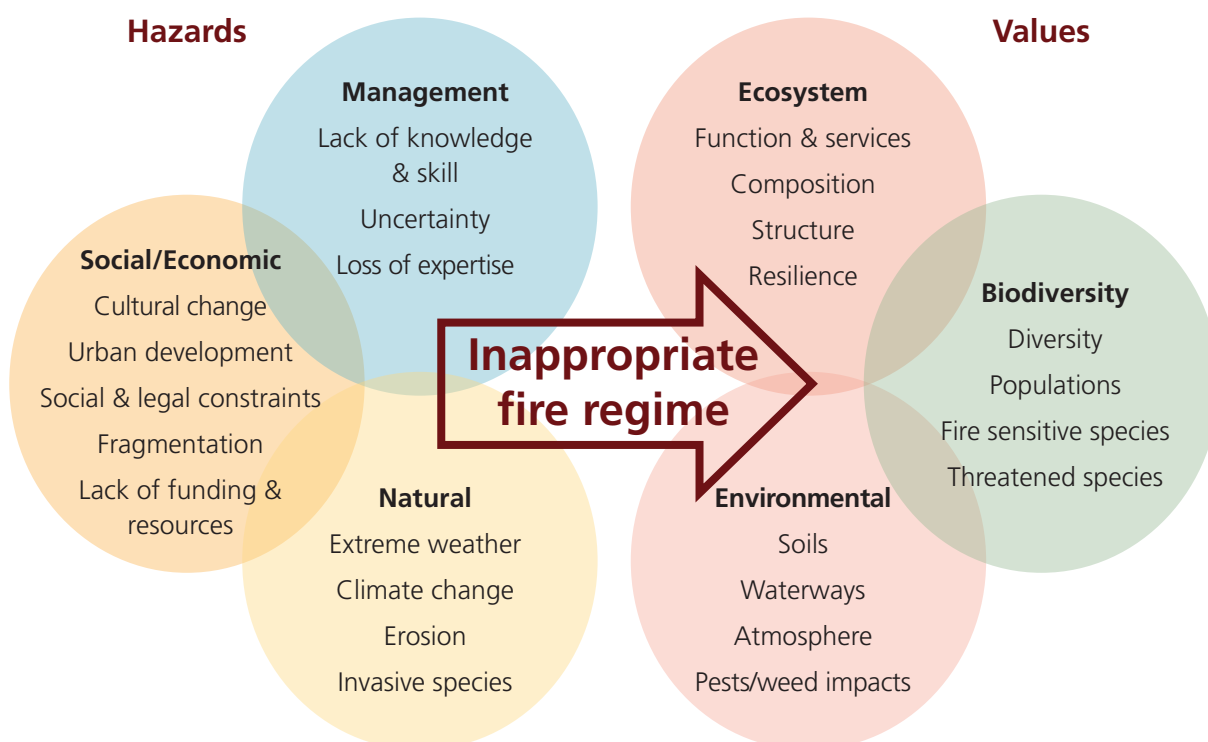 Hazards
Management
Lack of knowledge
& skill
Uncertainty
Loss of expertise
Social/Economic
Cultural change
Urban development
Social & legal constraints
Fragmentation
Lack of funding &
resources
Natural
Extreme weather
Climate change
Erosion
Invasive species
Inappropriate
fire regime
Values
Ecosystem
Function & services
Composition
Structure
Resilience
Biodiversity
Diversity
Populations
Fire sensitive species
Threatened species
Environmental
Soils
Waterways
Atmosphere
Pests/weed impacts